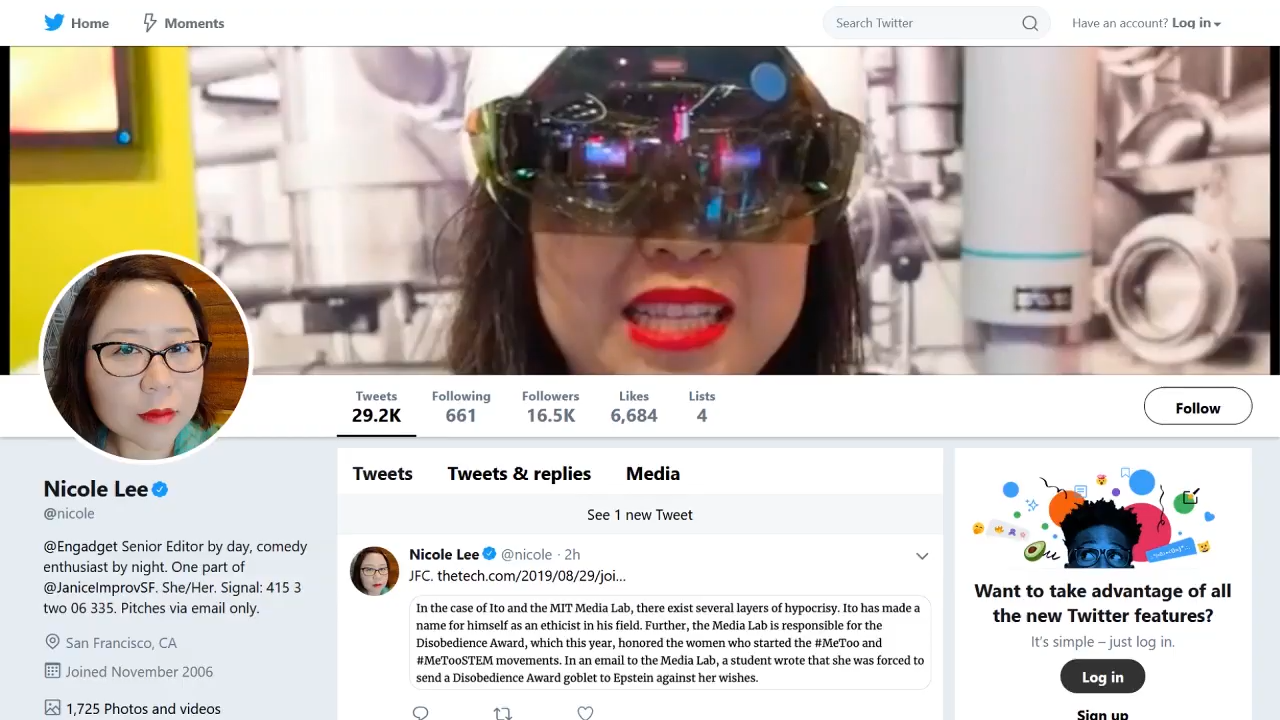 Home
Moments
Search Twitter
Have an account? Log in
Tweets
29.2K
Following
661
Followers
16.5K
Likes
6,684
Lists
4
Follow
Nicole Lee
@nicole
@Engadget Senior Editor by day, comedy
enthusiast by night. One part of
@JaniceImprovSF. She/Her. Signal: 415 3
two 06 335. Pitches via email only.
San Francisco, CA
Joined November 2006
1,725 Photos and videos
Tweets Tweets & replies Media
See 1 new Tweet
Nicole Lee @nicole · 2h
JFC. thetech.com/2019/08/29/joi...
In the case of Ito and the MIT Media Lab, there exist several layers of hypocrisy. Ito has made a
name for himself as an ethicist in his field. Further, the Media Lab is responsible for the
Disobedience Award, which this year, honored the women who started the #MeToo and
#MeTooSTEM movements. In an email to the Media Lab, a student wrote that she was forced to
send a Disobedience Award goblet to Epstein against her wishes.
Want to take advantage of all
the new Twitter features?
It's simple – just log in.
Log in
Sign up